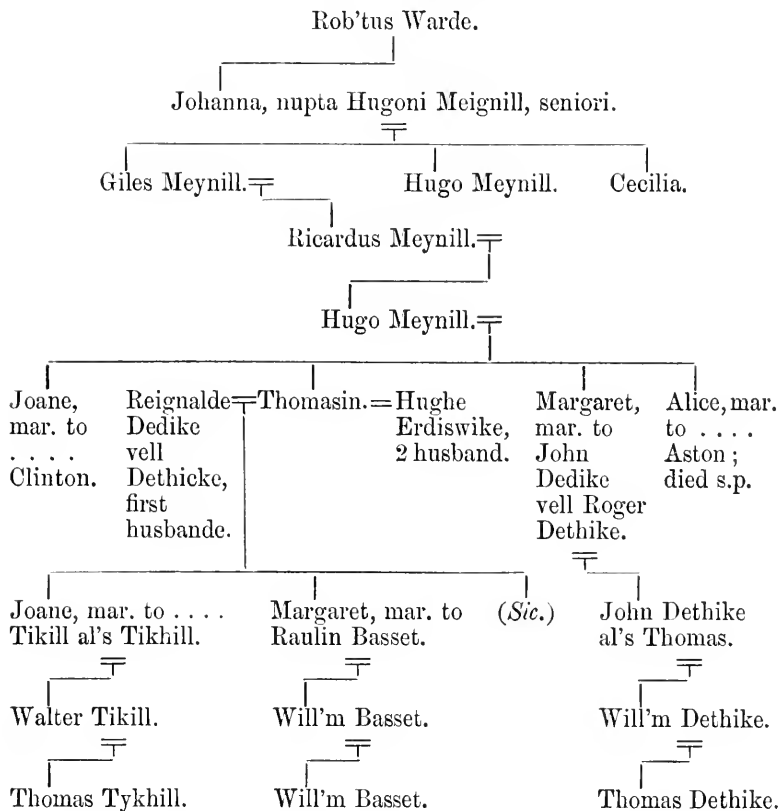 Rob'tus Warde.
Johanna, nupta Hugoni Meignill, seniori.
Giles Meynill. Hugo Meynill. Cecilia.
Ricardus Meynill.
Hugo Meynill.
Joane,
mar. to
. . . .
Clinton.
Reignalde
Dedike
vell
Dethicke,
first
husbande.
Thomasin.
Hughe
Erdiswike,
2 husband.
Margaret,
mar. to
John
Dedike
vell Roger
Dethike.
Alice, mar.
to . . . .
Aston ;
died s.p.
Joane, mar. to . . . .
Tikill al's Tikhill.
Margaret, mar. to
Raulin Basset.
(Sic.)
John Dethike
al's Thomas.
Walter Tikill. Will'm Basset. Will'm Dethike.
Thomas Tykhill. Will'm Basset. Thomas Dethike.